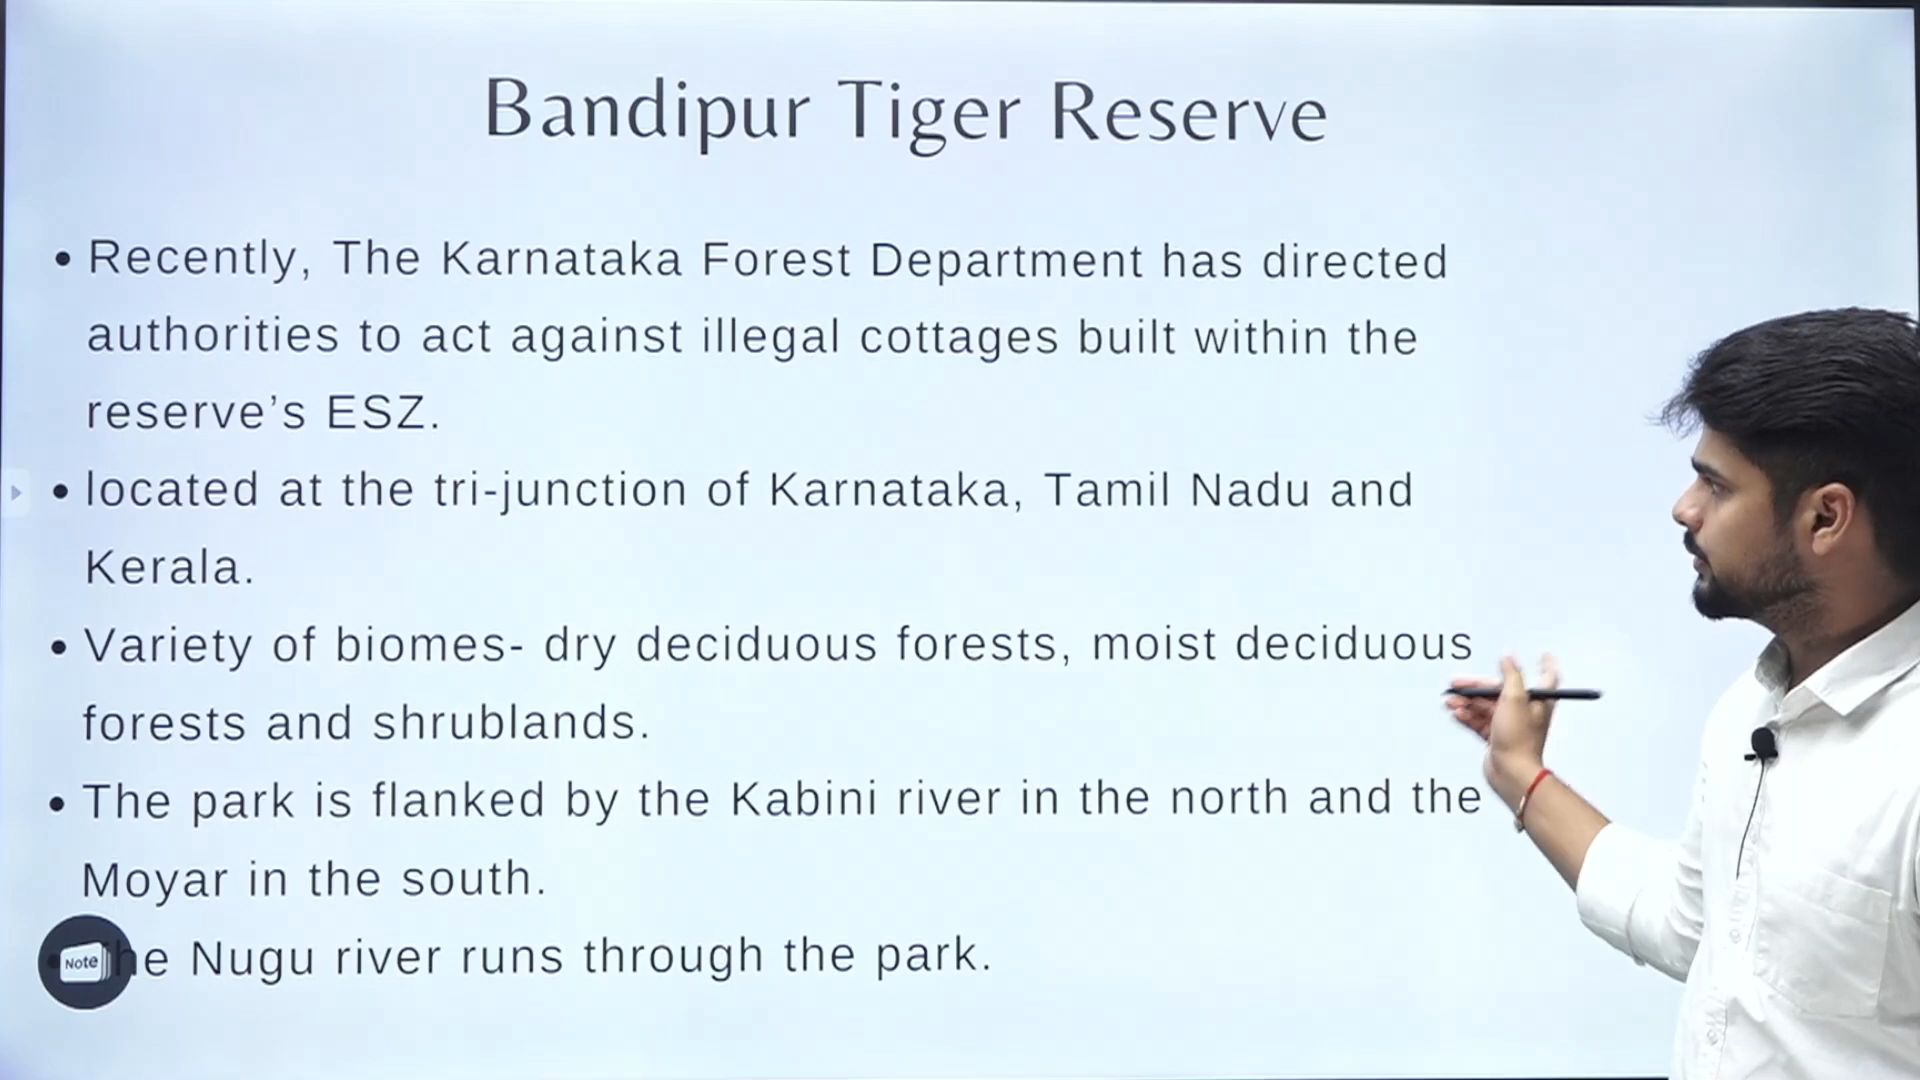 Bandipur Tiger Reserve
• Recently, The Karnataka Forest Department has directed
authorities to act against illegal cottages built within the
reserve’s ESZ.
• located at the tri-junction of Karnataka, Tamil Nadu and
Kerala.
• Variety of biomes- dry deciduous forests, moist deciduous
forests and shrublands.
• The park is flanked by the Kabini river in the north and the
Moyar in the south.
he Nugu river runs through the park.
Note